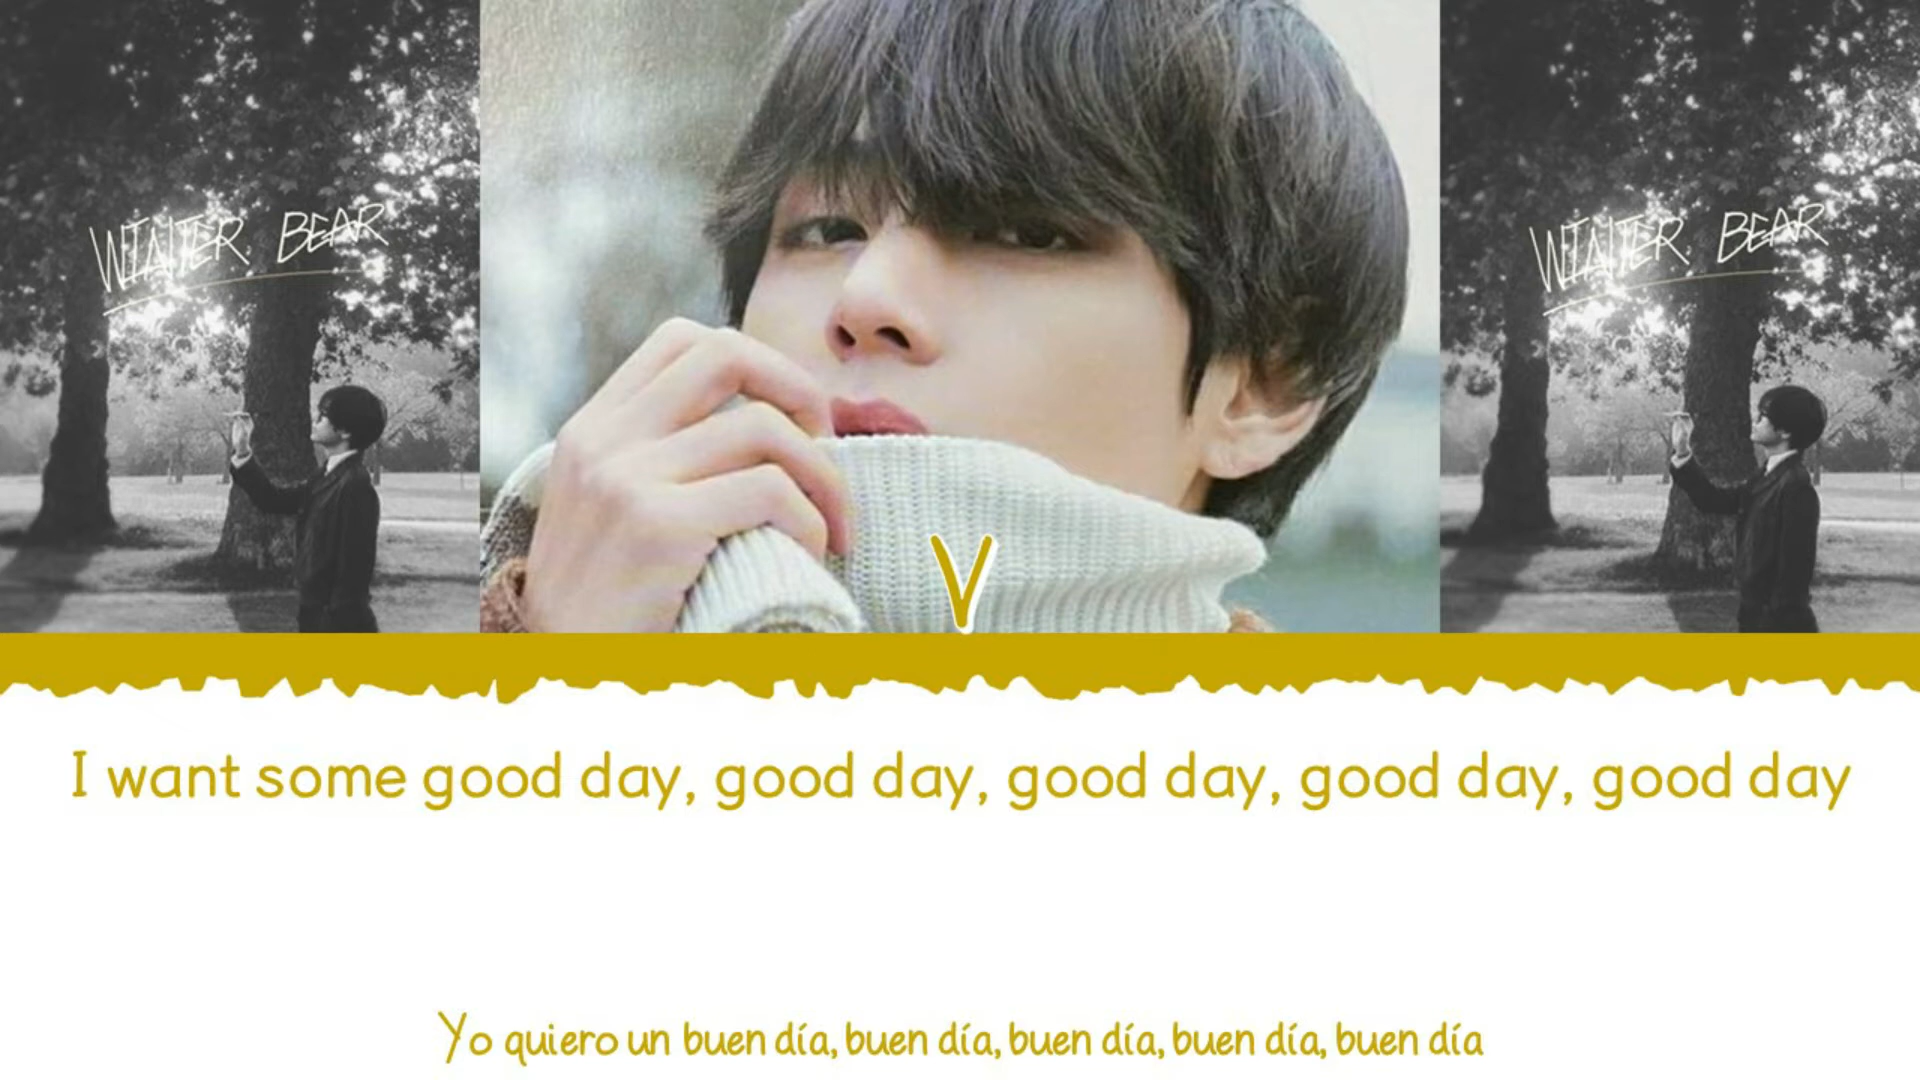 WINTER BEAR
WINTER BEAR
V
I want some good day, good day, good day, good day, good day
Yo quiero un buen día, buen día, buen día, buen día, buen día